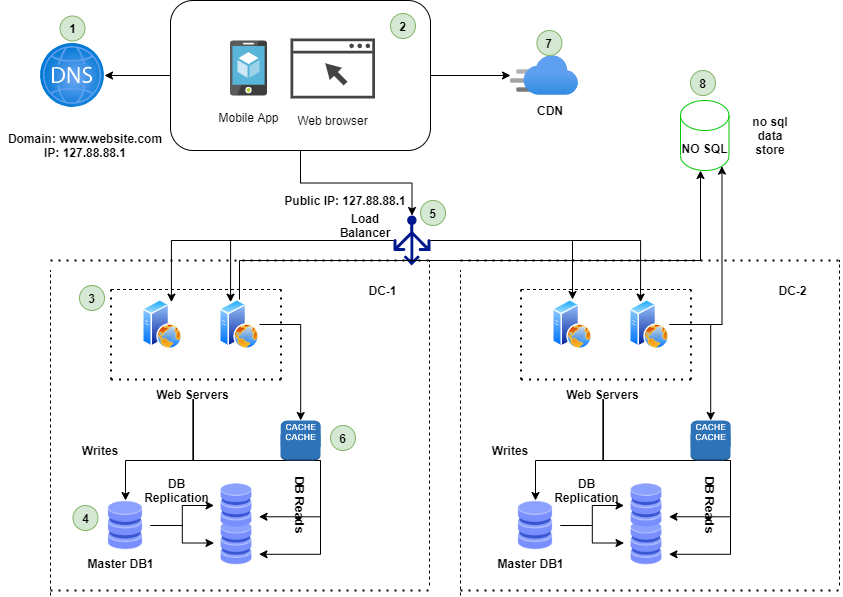 1
DNS
Domain: www.website.com
IP: 127.88.88.1
2
Mobile App
Web browser
7
CDN
8
NO SQL
no sql
data
store
Public IP: 127.88.88.1
5
Load
Balancer
3
DC-1
Web Servers
CACHE
CACHE
6
Writes
DB
Replication
DB Reads
4
Master DB1
DC-2
Web Servers
CACHE
CACHE
Writes
DB
Replication
DB Reads
Master DB1